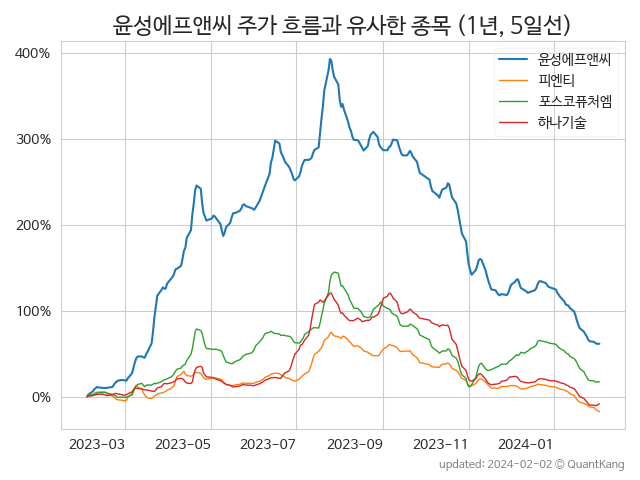 윤성에프앤씨 주가 흐름과 유사한 종목 (1년, 5일선)
윤성에프앤씨
피엔티
포스코퓨처엠
하나기술
400%
300%
200%
100%
0%
2023-03 2023-05 2023-07 2023-09 2023-11 2024-01
updated: 2024-02-02 © QuantKang